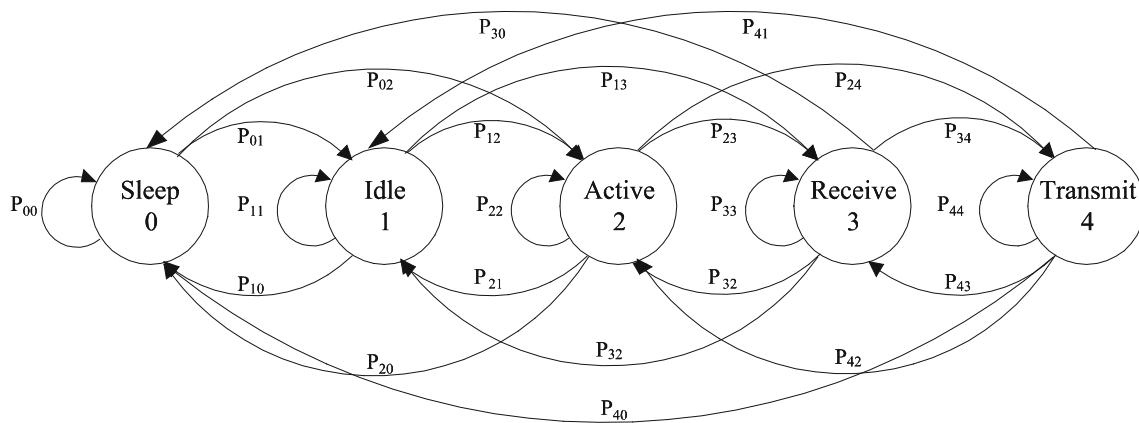 P30
P41
P02
P13
P24
P01
P12
P23
P34
Sleep
0
Idle
1
Active
2
Receive
3
Transmit
4
P00
P11
P22
P33
P44
P10
P21
P32
P43
P20
P32
P42
P40